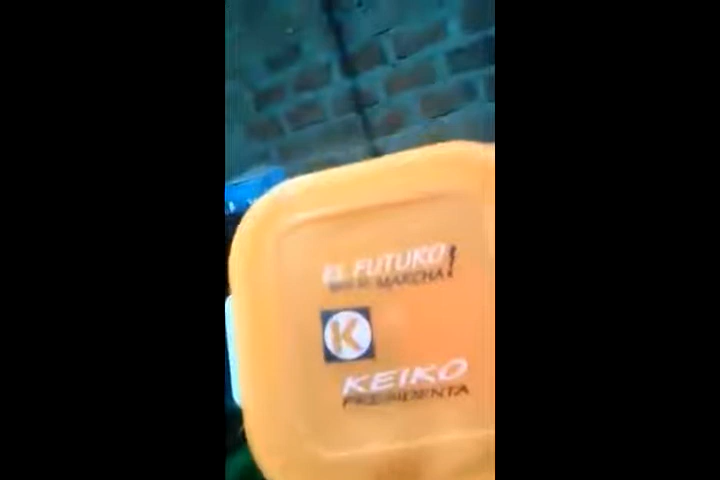 EL FUTURO
MARCHA!
K
KEIKO
PRESIDENTA